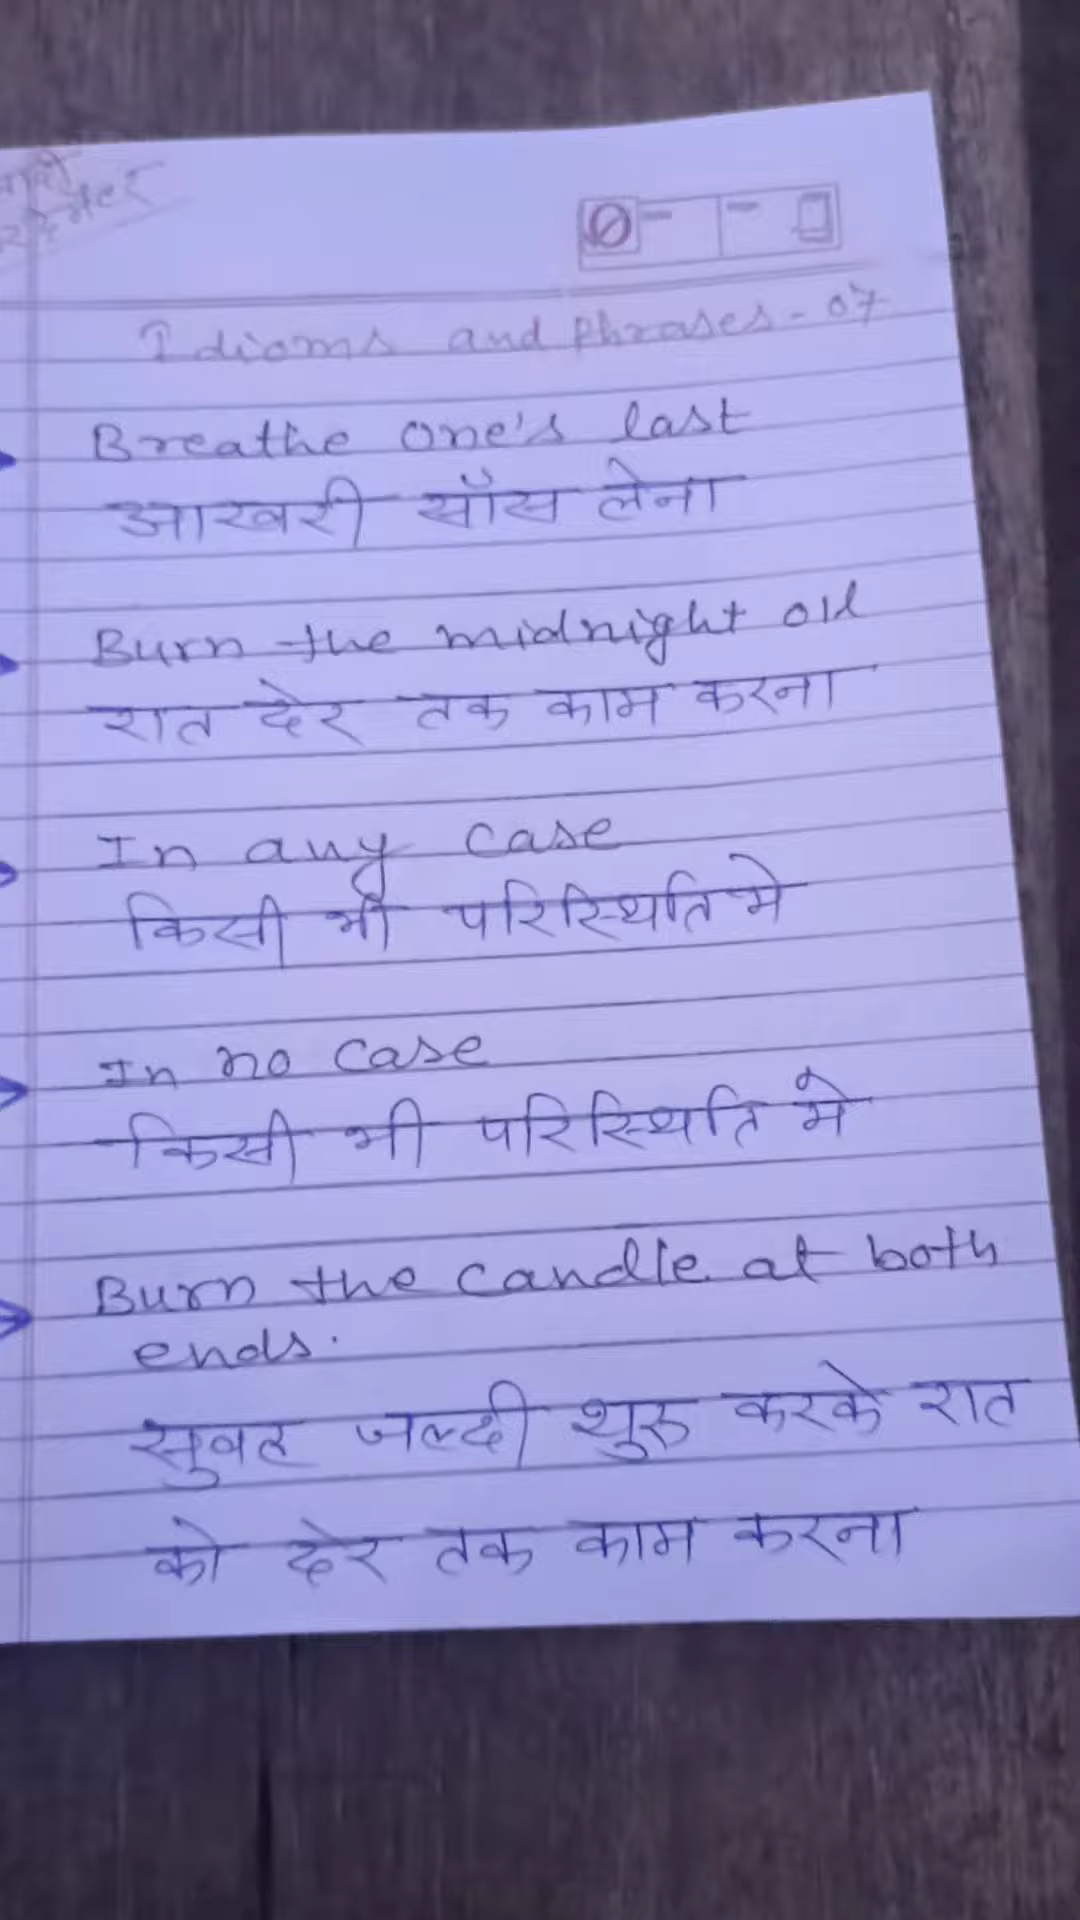 Idioms and Phrases - 07
Breathe one's last
आखरी साँस लेना
Burn the midnight oil
रात देर तक काम करना
In any case
किसी भी परिस्थिति मे
In no case
किसी भी परिस्थिति मे
Burn the candle at both
ends.
सुबह जल्दी शुरू करके रात
को देर तक काम करना